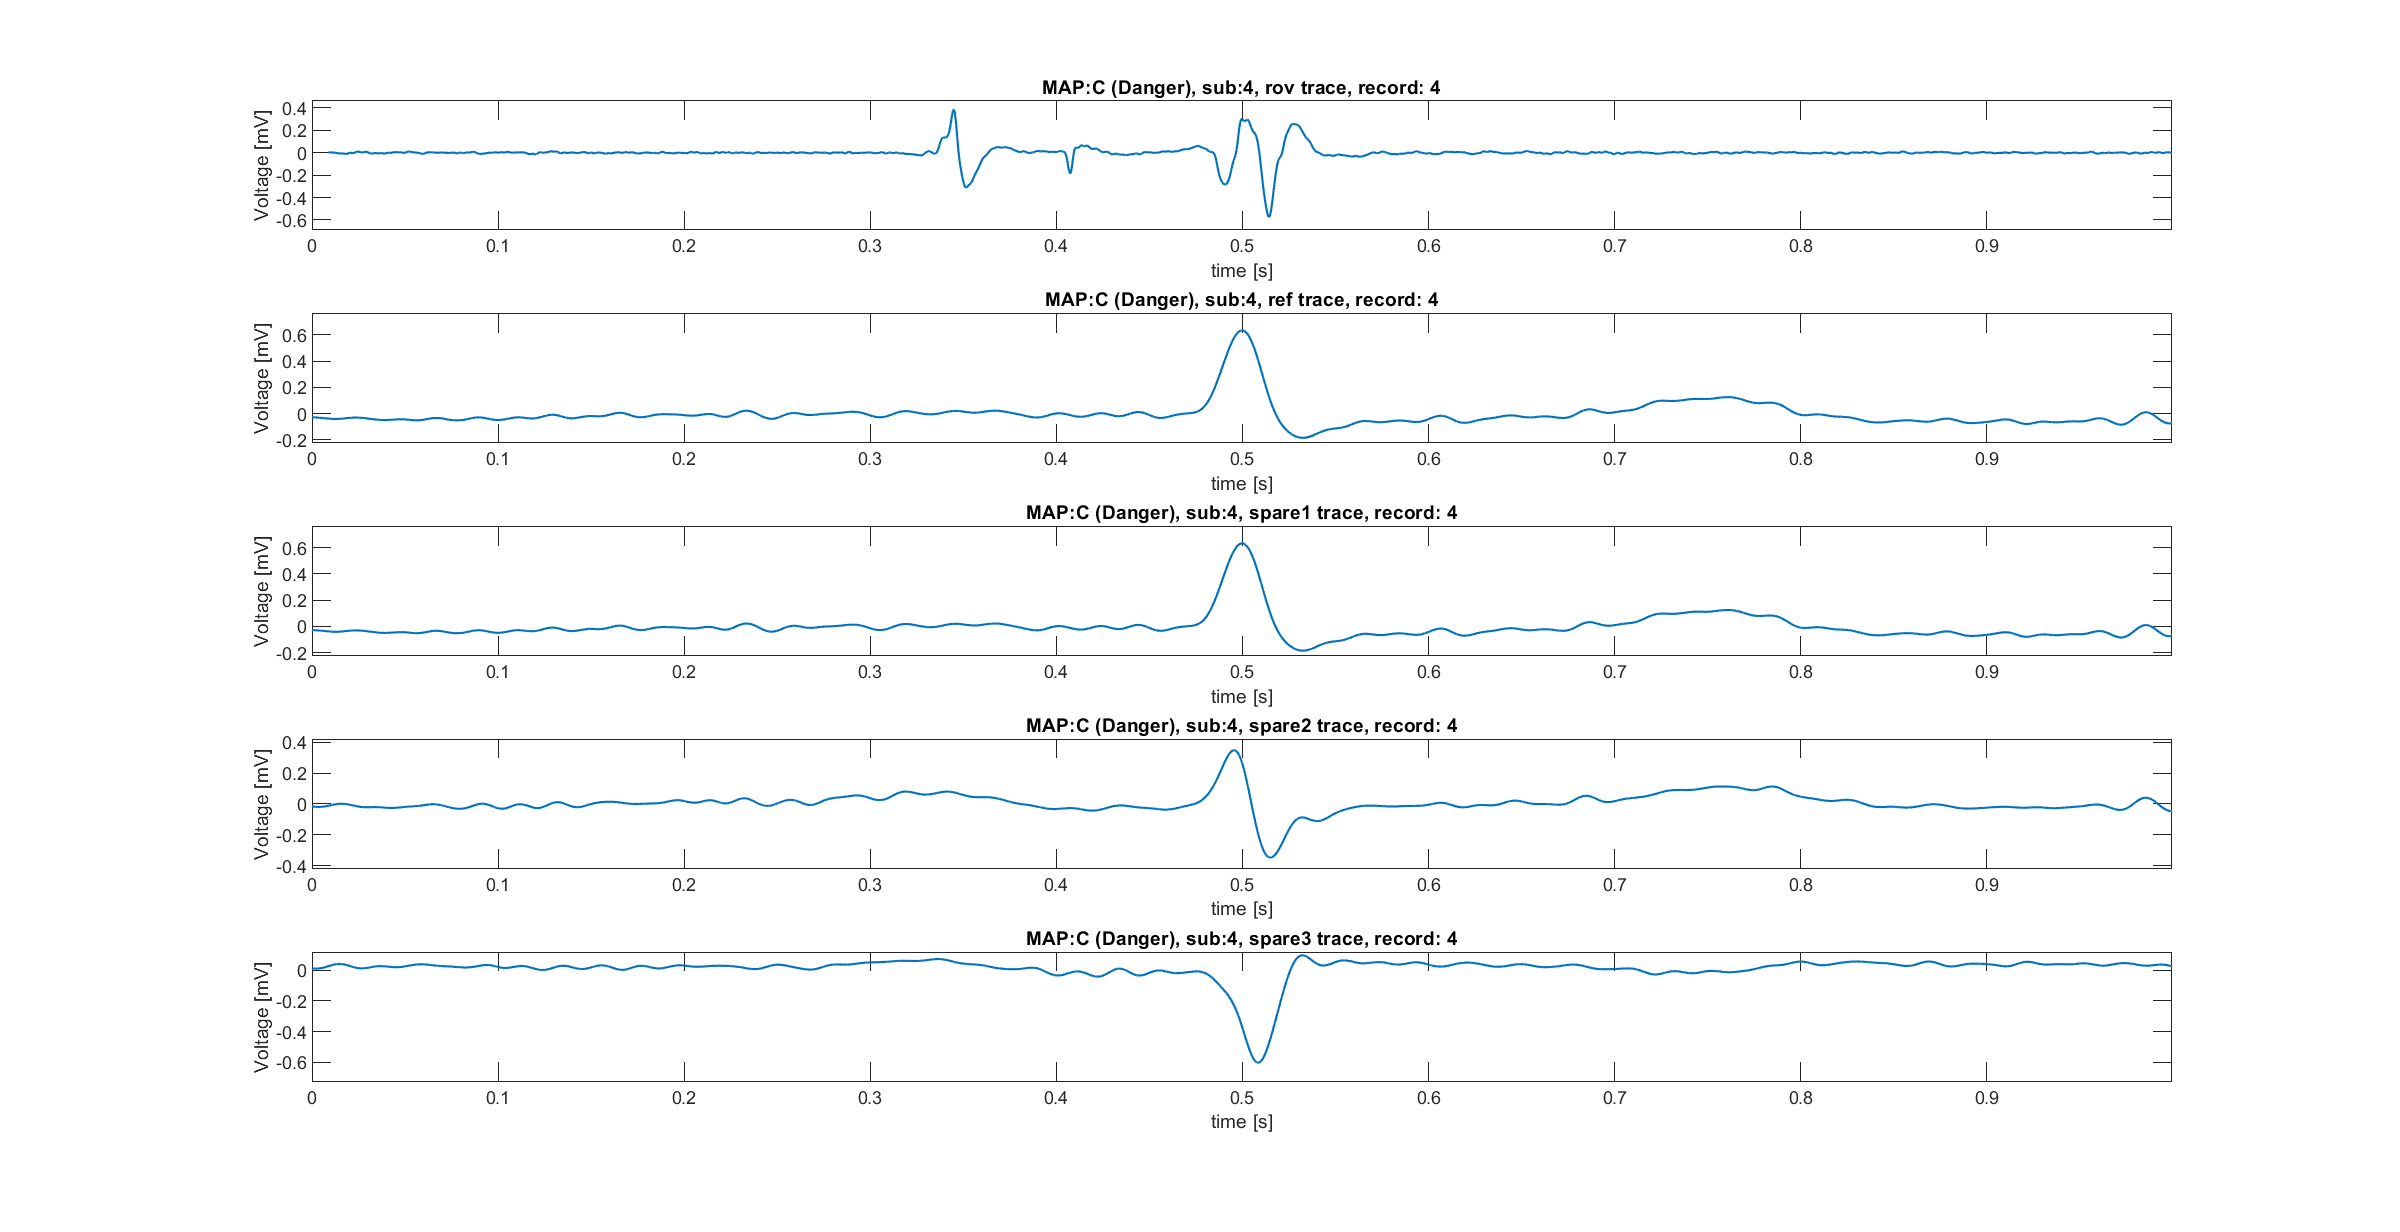 MAP:C (Danger), sub:4, rov trace, record: 4
Voltage [mV]
0.4
0.2
0
-0.2
-0.4
-0.6
0 0.1 0.2 0.3 0.4 0.5 0.6 0.7 0.8 0.9
time [s]
MAP:C (Danger), sub:4, ref trace, record: 4
Voltage [mV]
0.6
0.4
0.2
0
-0.2
0 0.1 0.2 0.3 0.4 0.5 0.6 0.7 0.8 0.9
time [s]
MAP:C (Danger), sub:4, spare1 trace, record: 4
Voltage [mV]
0.6
0.4
0.2
0
-0.2
0 0.1 0.2 0.3 0.4 0.5 0.6 0.7 0.8 0.9
time [s]
MAP:C (Danger), sub:4, spare2 trace, record: 4
Voltage [mV]
0.4
0.2
0
-0.2
-0.4
0 0.1 0.2 0.3 0.4 0.5 0.6 0.7 0.8 0.9
time [s]
MAP:C (Danger), sub:4, spare3 trace, record: 4
Voltage [mV]
0
-0.2
-0.4
-0.6
0 0.1 0.2 0.3 0.4 0.5 0.6 0.7 0.8 0.9
time [s]